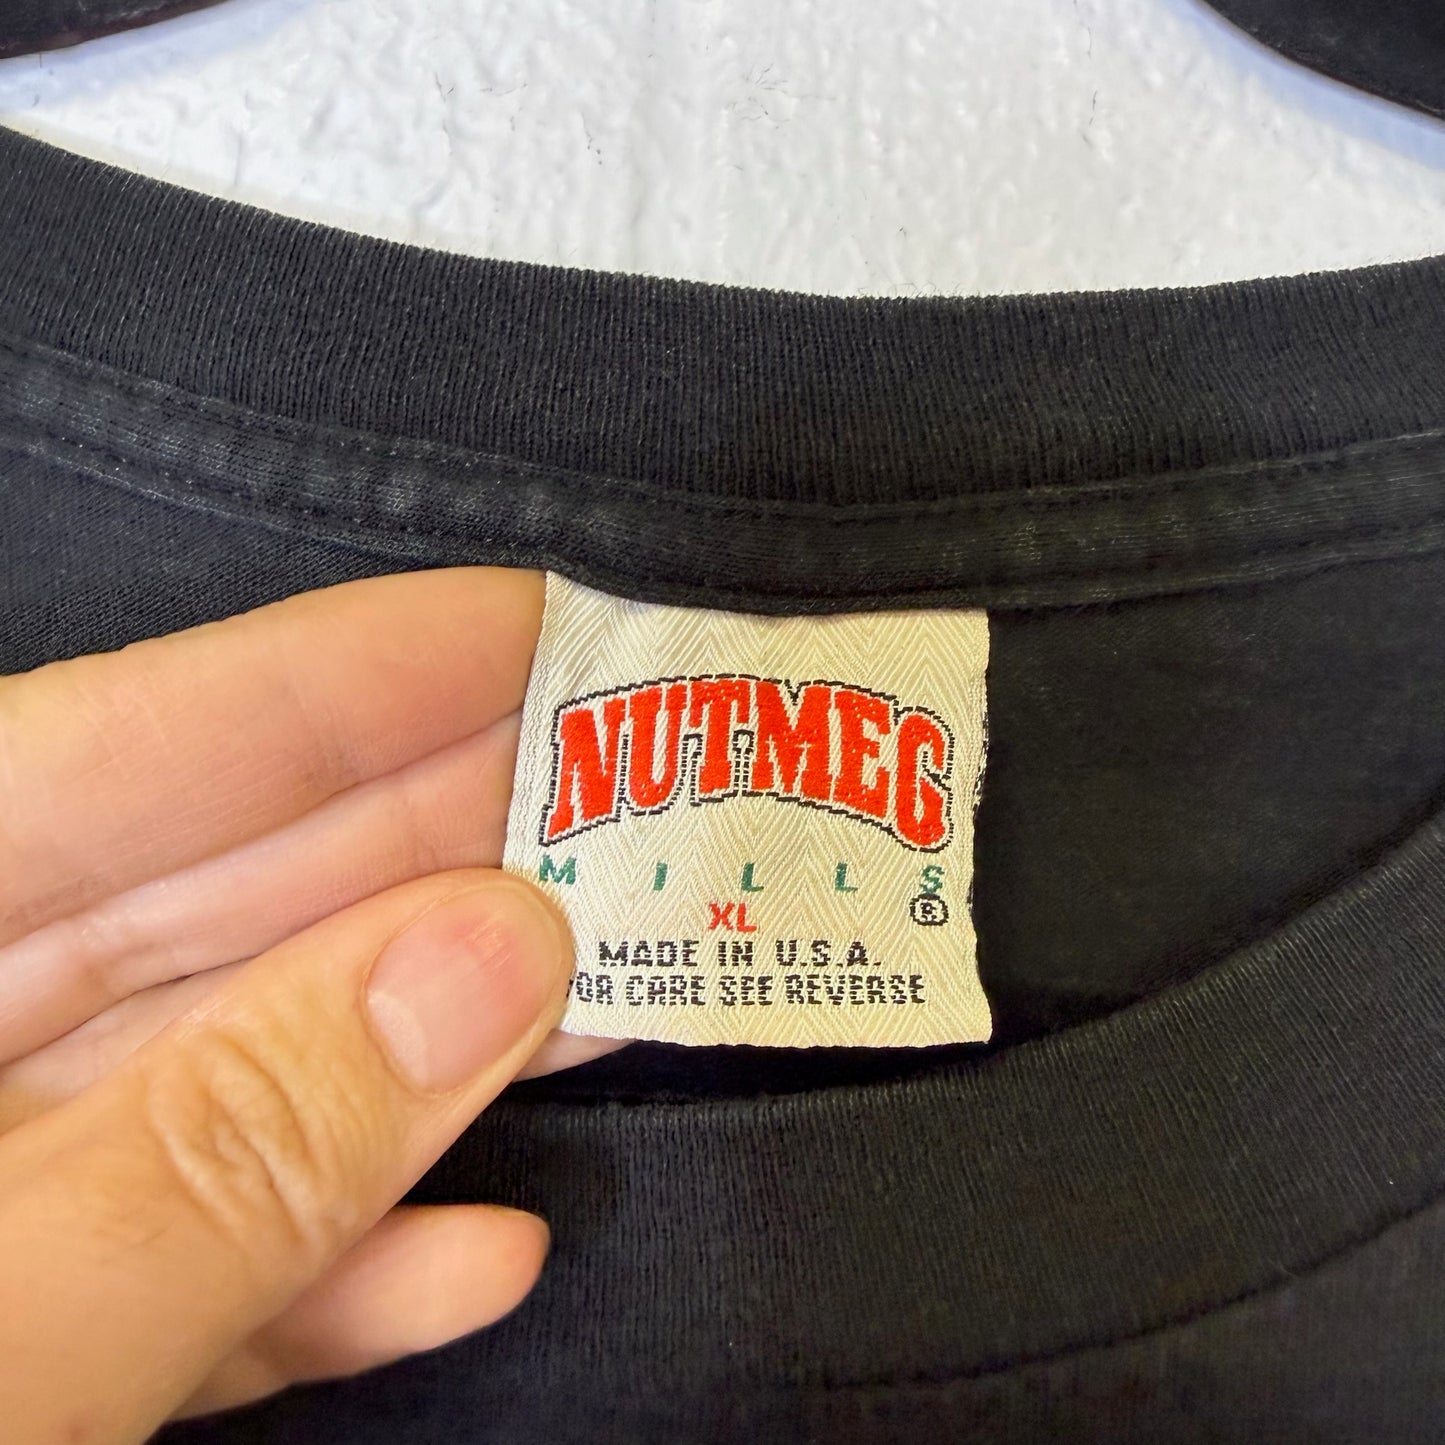 NUTMEG
MILLS
®
XL
MADE IN U.S.A.
FOR CARE SEE REVERSE